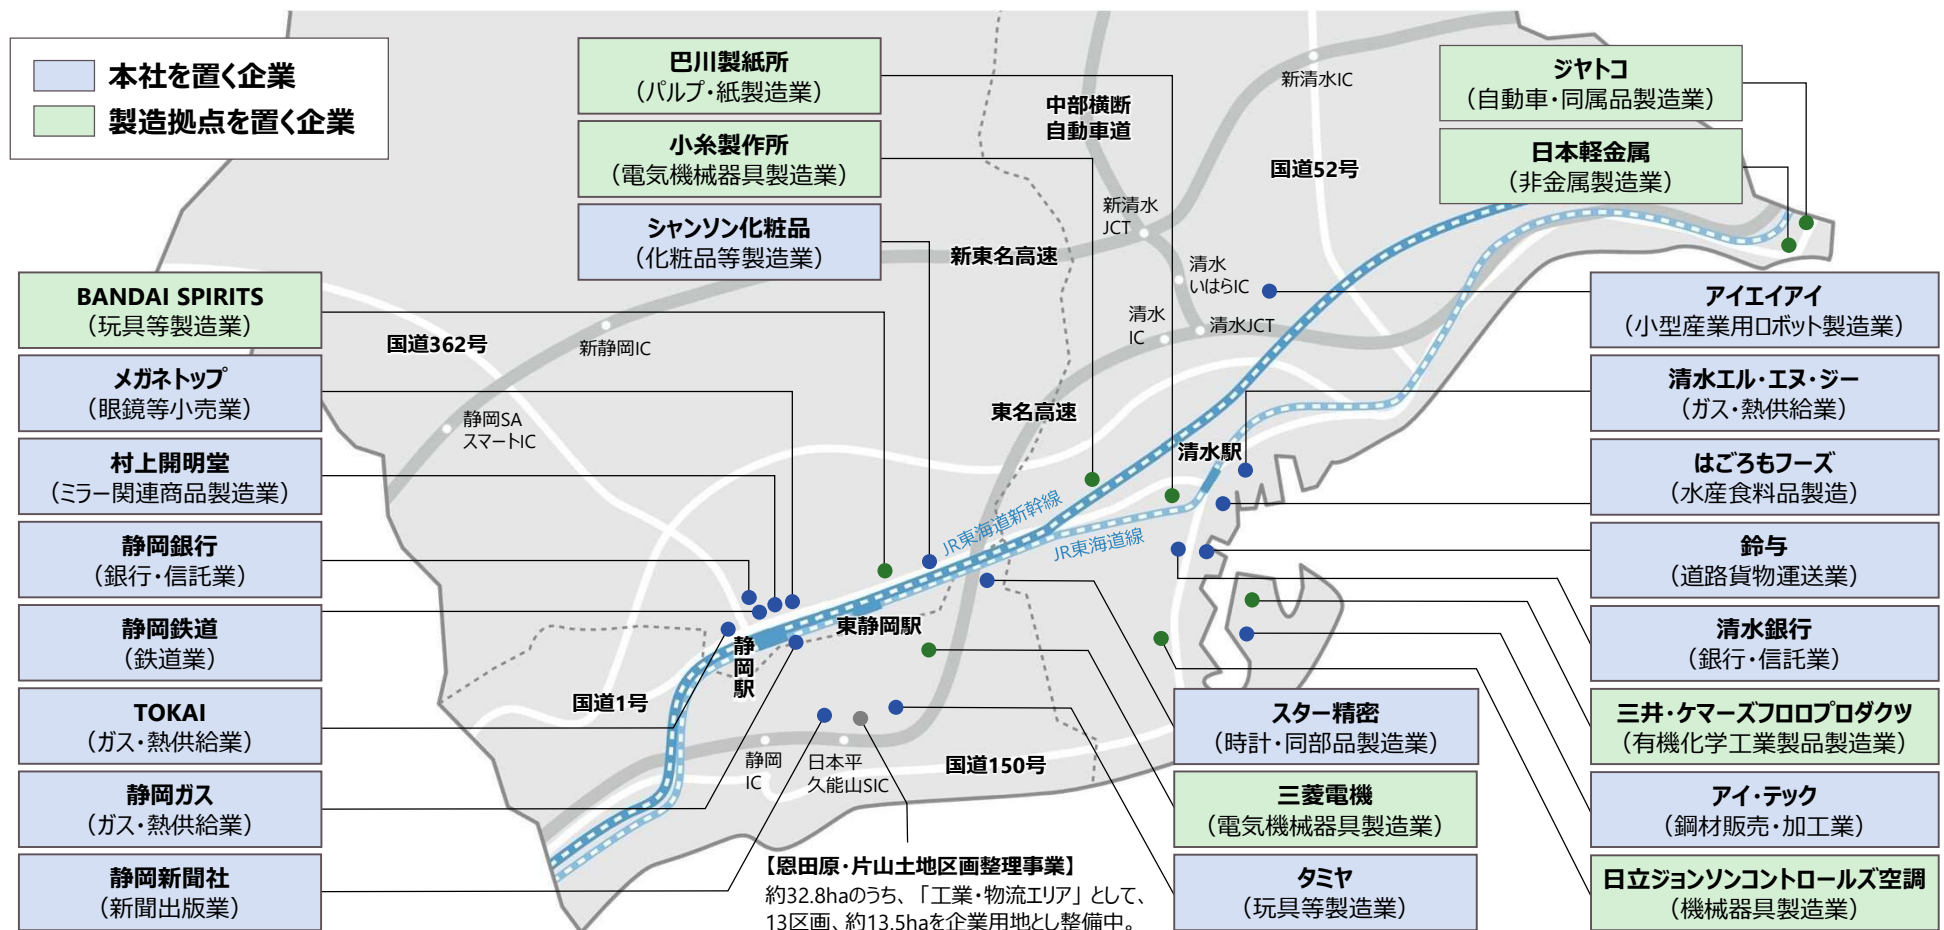 本社を置く企業
製造拠点を置く企業
巴川製紙所
（パルプ・紙製造業）
小糸製作所
（電気機械器具製造業）
シャンソン化粧品
（化粧品等製造業）
ジヤトコ
（自動車・同属品製造業）
日本軽金属
（非金属製造業）
BANDAI SPIRITS
（玩具等製造業）
メガネトップ
（眼鏡等小売業）
村上開明堂
（ミラー関連商品製造業）
静岡銀行
（銀行・信託業）
静岡鉄道
（鉄道業）
TOKAI
（ガス・熱供給業）
静岡ガス
（ガス・熱供給業）
静岡新聞社
（新聞出版業）
中部横断
自動車道
新清水IC
国道52号
新清水
JCT
新東名高速
清水
いはらIC
清水
IC
清水JCT
国道362号
新静岡IC
静岡SA
スマートIC
東名高速
清水駅
JR東海道新幹線
JR東海道線
東静岡駅
静岡駅
国道1号
静岡
IC
日本平
久能山SIC
国道150号
【恩田原・片山土地区画整理事業】
約32.8haのうち、「工業・物流エリア」として、
13区画、約13.5haを企業用地とし整備中。
アイエイアイ
（小型産業用ロボット製造業）
清水エル・エヌ・ジー
（ガス・熱供給業）
はごろもフーズ
（水産食料品製造）
鈴与
（道路貨物運送業）
清水銀行
（銀行・信託業）
三井・ケマーズフロロプロダクツ
（有機化学工業製品製造業）
アイ・テック
（鋼材販売・加工業）
日立ジョンソンコントロールズ空調
（機械器具製造業）
スター精密
（時計・同部品製造業）
三菱電機
（電気機械器具製造業）
タミヤ
（玩具等製造業）